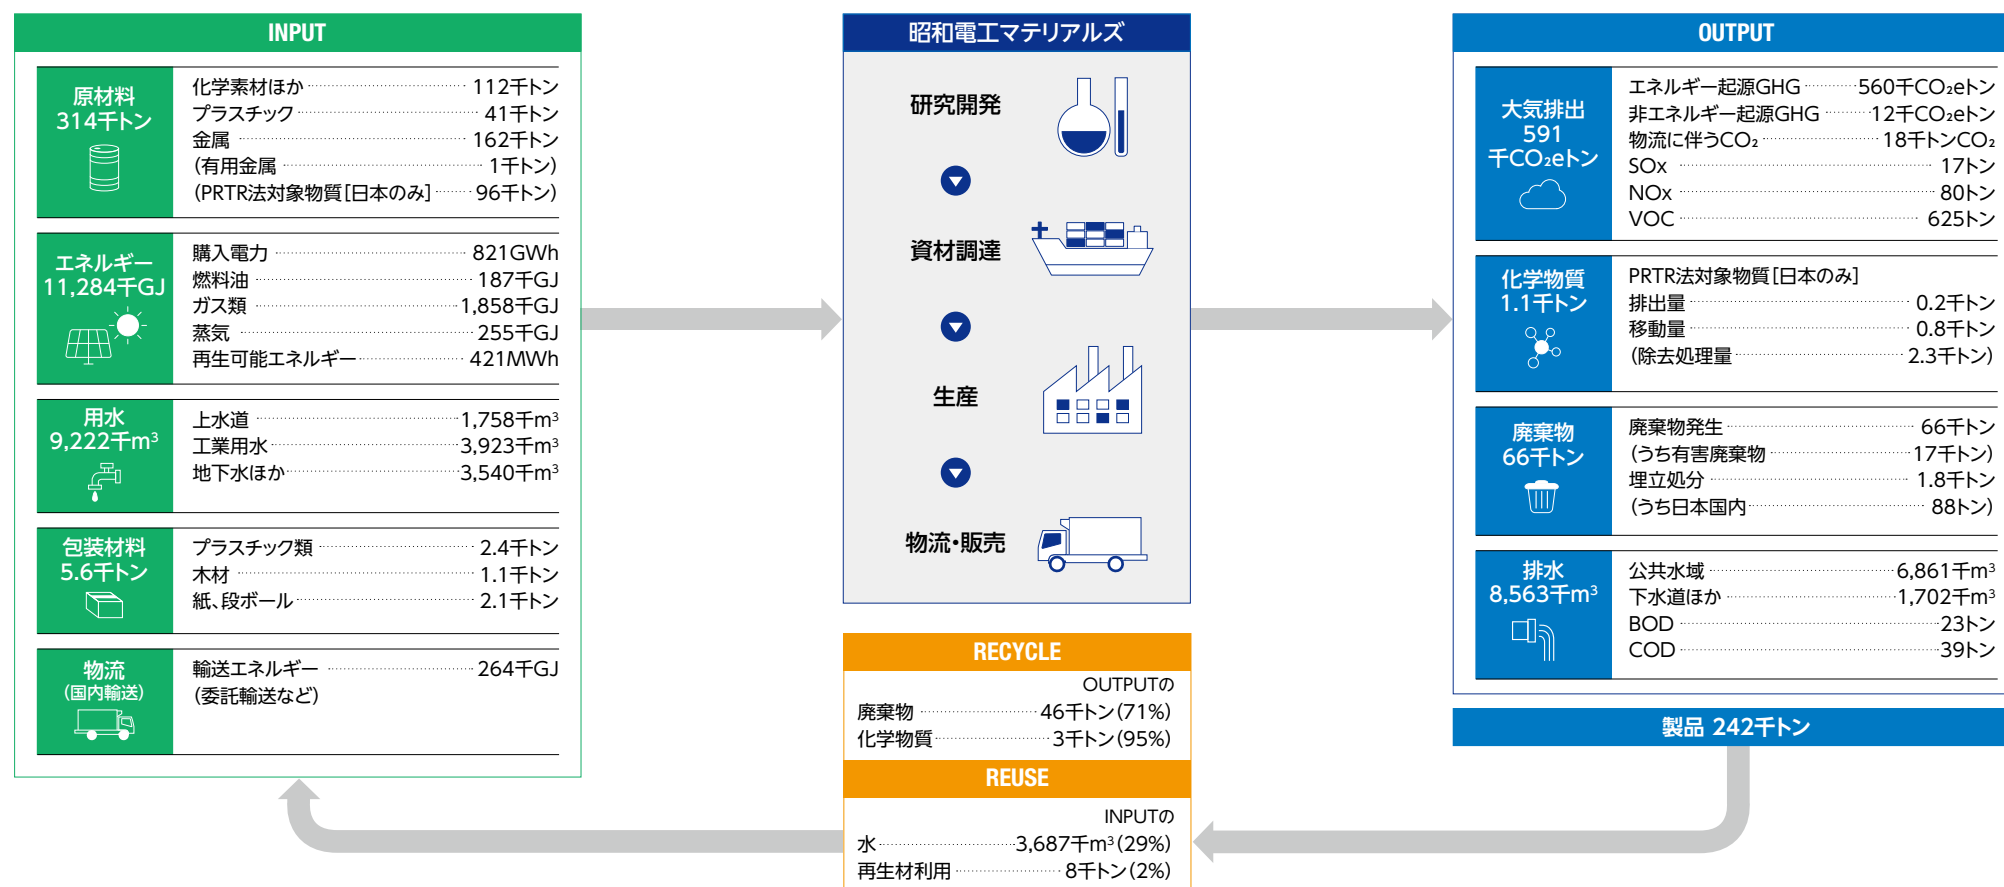 INPUT
原材料
314千トン
化学素材ほか 112千トン
プラスチック 41千トン
金属 162千トン
(有用金属 1千トン)
(PRTR法対象物質[日本のみ] 96千トン)
エネルギー
11,284千GJ
購入電力 821GWh
燃料油 187千GJ
ガス類 1,858千GJ
蒸気 255千GJ
再生可能エネルギー 421MWh
用水
9,222千m³
上水道 1,758千m³
工業用水 3,923千m³
地下水ほか 3,540千m³
包装材料
5.6千トン
プラスチック類 2.4千トン
木材 1.1千トン
紙、段ボール 2.1千トン
物流
(国内輸送)
輸送エネルギー 264千GJ
(委託輸送など)
昭和電工マテリアルズ
研究開発
資材調達
生産
物流・販売
RECYCLE
OUTPUTの
廃棄物 46千トン(71%)
化学物質 3千トン(95%)
REUSE
INPUTの
水 3,687千m³(29%)
再生材利用 8千トン(2%)
OUTPUT
大気排出
591
千CO₂eトン
エネルギー起源GHG 560千CO₂eトン
非エネルギー起源GHG 12千CO₂eトン
物流に伴うCO₂ 18千トンCO₂
SOx 17トン
NOx 80トン
VOC 625トン
化学物質
1.1千トン
PRTR法対象物質[日本のみ]
排出量 0.2千トン
移動量 0.8千トン
(除去処理量 2.3千トン)
廃棄物
66千トン
廃棄物発生 66千トン
(うち有害廃棄物 17千トン)
埋立処分 1.8千トン
(うち日本国内 88トン)
排水
8,563千m³
公共水域 6,861千m³
下水道ほか 1,702千m³
BOD 23トン
COD 39トン
製品 242千トン